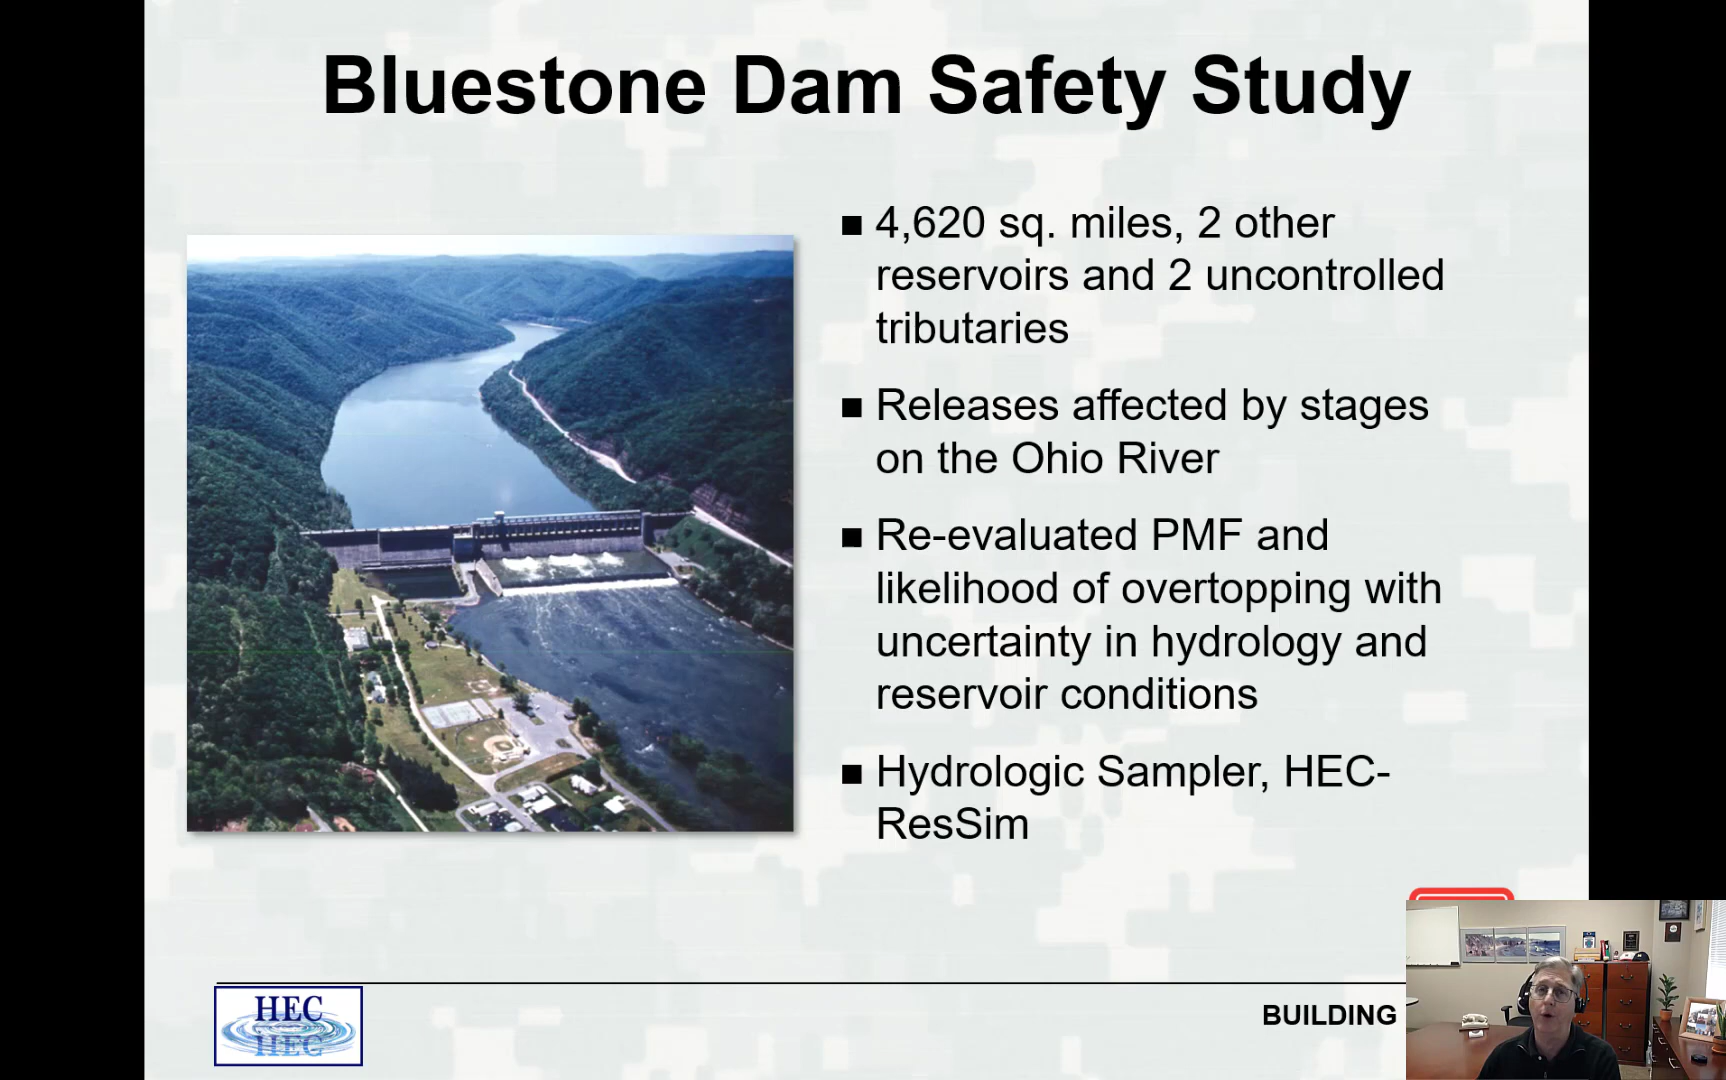 Bluestone Dam Safety Study
■ 4,620 sq. miles, 2 other
reservoirs and 2 uncontrolled
tributaries
■ Releases affected by stages
on the Ohio River
■ Re-evaluated PMF and
likelihood of overtopping with
uncertainty in hydrology and
reservoir conditions
■ Hydrologic Sampler, HEC-
ResSim
HEC
BUILDING